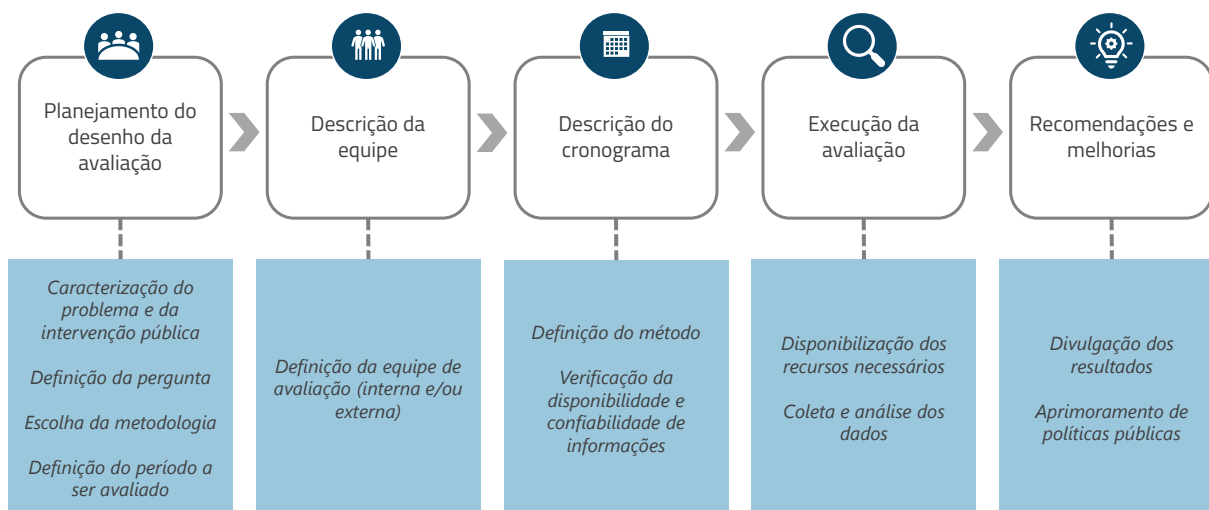 Planejamento do
desenho da
avaliação
Descrição da
equipe
Descrição do
cronograma
Execução da
avaliação
Recomendações e
melhorias
Caracterização do
problema e da
intervenção pública
Definição da pergunta
Escolha da metodologia
Definição do período a
ser avaliado
Definição da equipe de
avaliação (interna e/ou
externa)
Definição do método
Verificação da
disponibilidade e
confiabilidade de
informações
Disponibilização dos
recursos necessários
Coleta e análise dos
dados
Divulgação dos
resultados
Aprimoramento de
políticas públicas